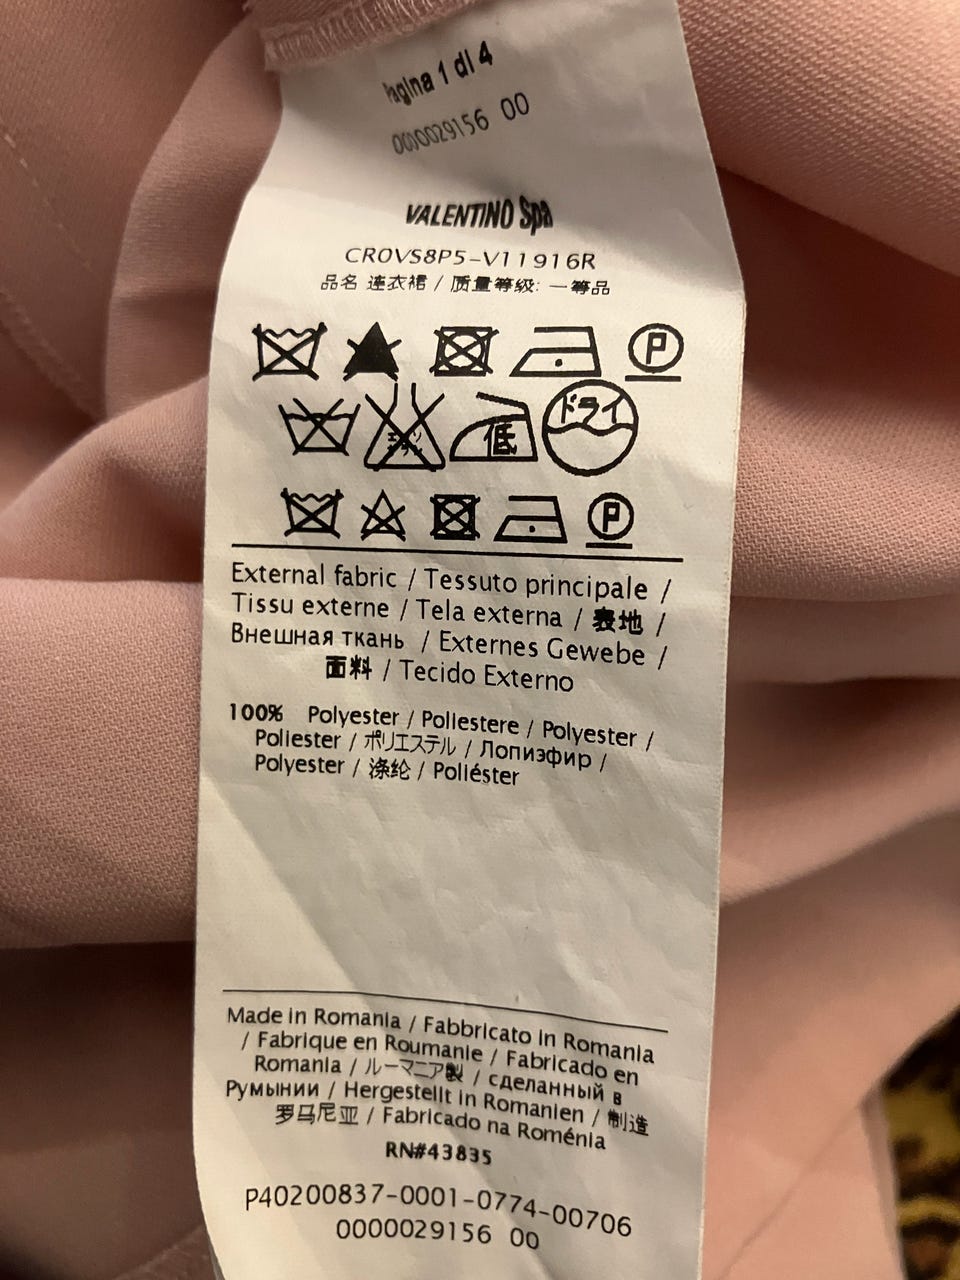 Pagina 1 di 4
0000029156 00
VALENTINO Spa
CR0VS8P5-V11916R
品名 连衣裙 / 质量等级: 一等品
P
エンソ
低
ドライ
P
External fabric / Tessuto principale /
Tissu externe / Tela externa / 表地 /
Внешная ткань / Externes Gewebe /
面料 / Tecido Externo
100% Polyester / Poliestere / Polyester /
Poliester / ポリエステル / Лопиэфир /
Polyester / 涤纶 / Poliéster
Made in Romania / Fabbricato in Romania
/ Fabrique en Roumanie / Fabricado en
Romania / ルーマニア製 / сделанный в
Румынии / Hergestellt in Romanien / 制造
罗马尼亚 / Fabricado na Roménia
RN#43835
P40200837-0001-0774-00706
0000029156 00